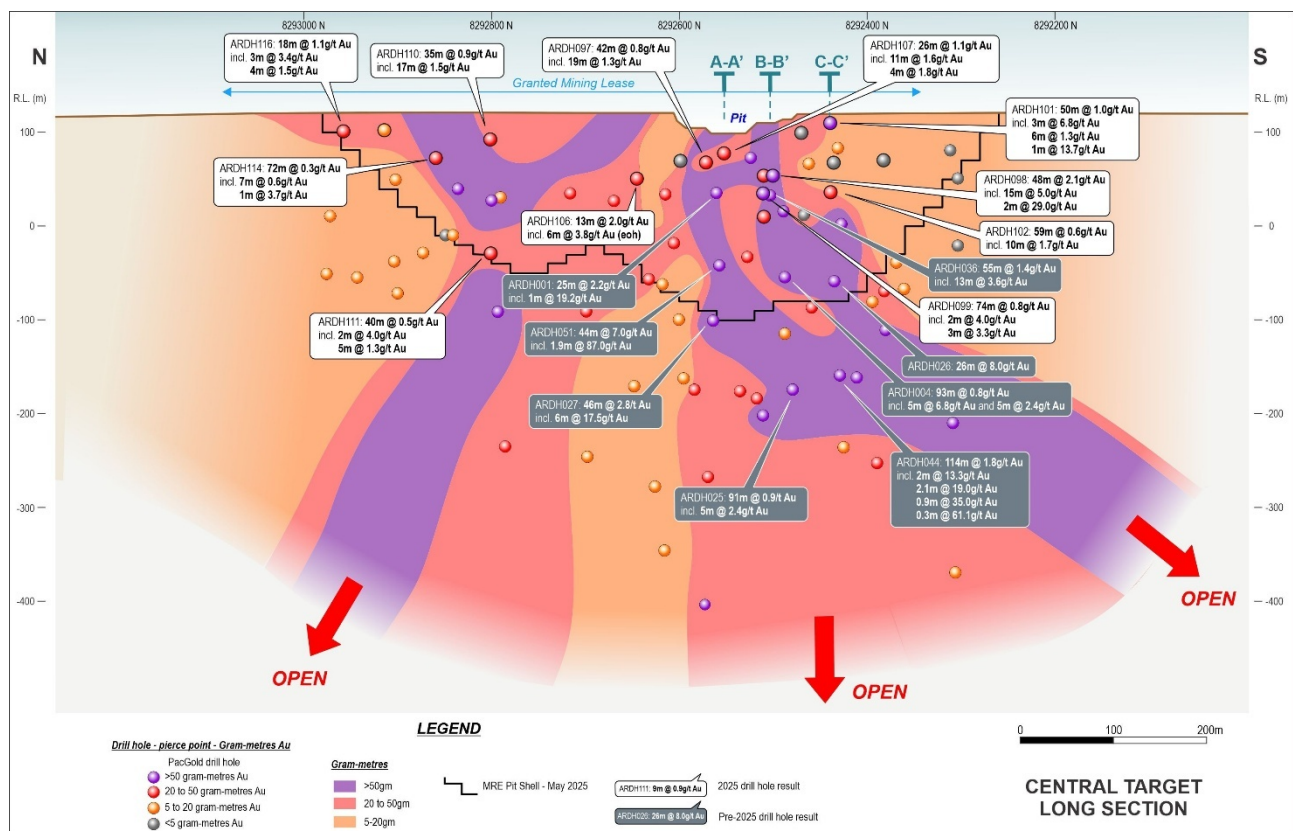 8293000 N
8292800 N
8292600 N
8292400 N
8292200 N
N
S
R.L. (m)
R.L. (m)
ARDH116: 18m @ 1.1g/t Au
incl. 3m @ 3.4g/t Au
4m @ 1.5g/t Au
ARDH110: 35m @ 0.9g/t Au
incl. 17m @ 1.5g/t Au
ARDH097: 42m @ 0.8g/t Au
incl. 19m @ 1.3g/t Au
A-A'
B-B'
C-C'
ARDH107: 26m @ 1.1g/t Au
incl. 11m @ 1.6g/t Au
4m @ 1.8g/t Au
Granted Mining Lease
Pit
ARDH101: 50m @ 1.0g/t Au
incl. 3m @ 6.8g/t Au
6m @ 1.3g/t Au
1m @ 13.7g/t Au
ARDH114: 72m @ 0.3g/t Au
incl. 7m @ 0.6g/t Au
1m @ 3.7g/t Au
ARDH098: 48m @ 2.1g/t Au
incl. 15m @ 5.0g/t Au
2m @ 29.0g/t Au
ARDH106: 13m @ 2.0g/t Au
incl. 6m @ 3.8g/t Au (eoh)
ARDH102: 59m @ 0.6g/t Au
incl. 10m @ 1.7g/t Au
ARDH001: 25m @ 2.2g/t Au
incl. 1m @ 19.2g/t Au
ARDH036: 55m @ 1.4g/t Au
incl. 13m @ 3.6g/t Au
ARDH111: 40m @ 0.5g/t Au
incl. 2m @ 4.0g/t Au
5m @ 1.3g/t Au
ARDH051: 44m @ 7.0g/t Au
incl. 1.9m @ 87.0g/t Au
ARDH099: 74m @ 0.8g/t Au
incl. 2m @ 4.0g/t Au
3m @ 3.3g/t Au
ARDH026: 26m @ 8.0g/t Au
ARDH004: 93m @ 0.8g/t Au
incl. 5m @ 6.8g/t Au and 5m @ 2.4g/t Au
ARDH027: 46m @ 2.8/t Au
incl. 6m @ 17.5g/t Au
ARDH044: 114m @ 1.8g/t Au
incl. 2m @ 13.3g/t Au
2.1m @ 19.0g/t Au
0.9m @ 35.0g/t Au
0.3m @ 61.1g/t Au
ARDH025: 91m @ 0.9/t Au
incl. 5m @ 2.4g/t Au
100
0
-100
-200
-300
-400
100
0
-100
-200
-300
-400
OPEN
OPEN
OPEN
LEGEND
Drill hole - pierce point - Gram-metres Au
PacGold drill hole
>50 gram-metres Au
20 to 50 gram-metres Au
5 to 20 gram-metres Au
<5 gram-metres Au
Gram-metres
>50gm
20 to 50gm
5-20gm
MRE Pit Shell - May 2025
ARDH111: 9m @ 0.9g/t Au
2025 drill hole result
ARDH026: 26m @ 8.0g/t Au
Pre-2025 drill hole result
0
100
200m
CENTRAL TARGET
LONG SECTION